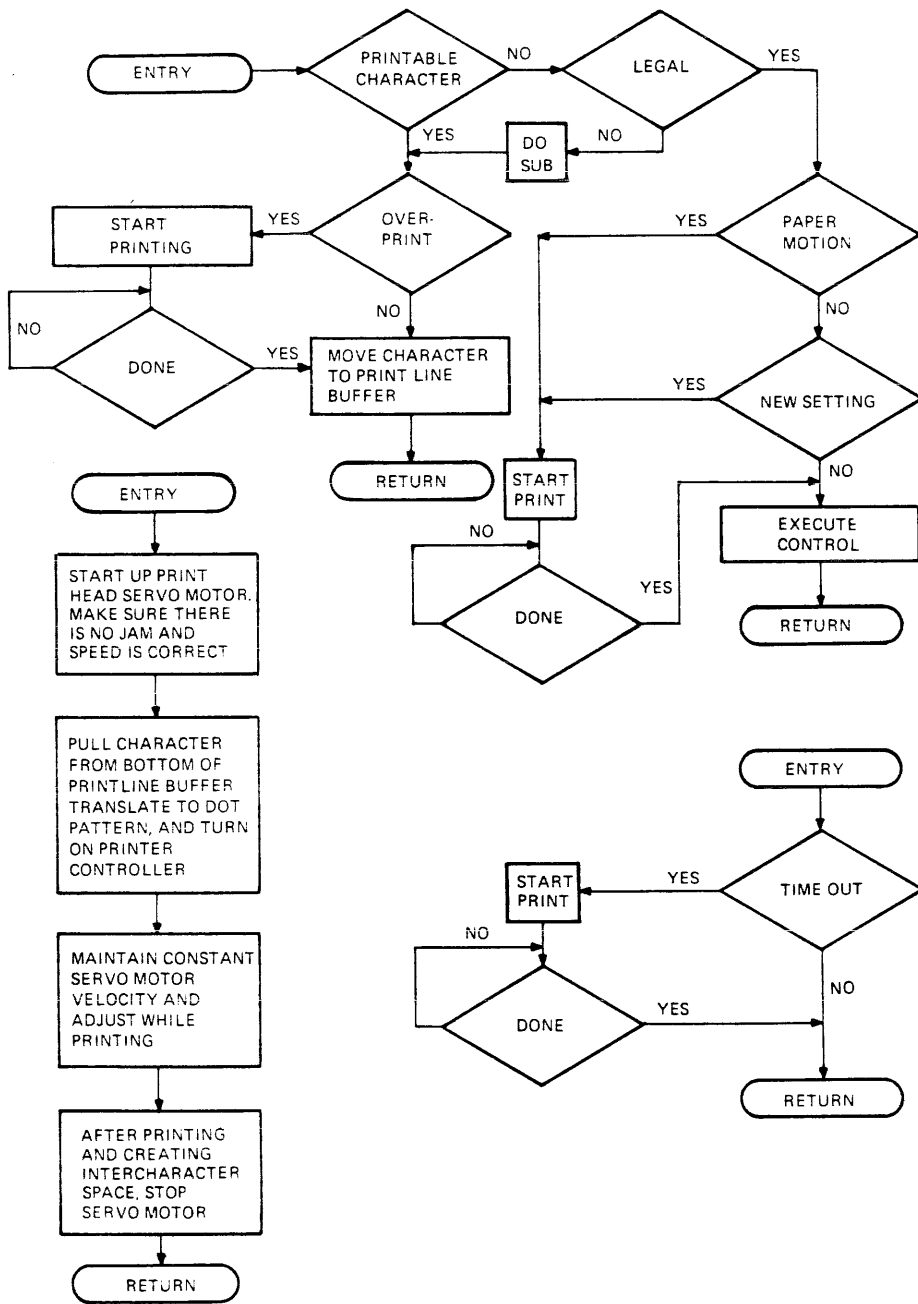 ENTRY
PRINTABLE
CHARACTER
NO
LEGAL
YES
YES
DO
SUB
NO
START
PRINTING
YES
OVER-
PRINT
YES
PAPER
MOTION
NO
DONE
YES
NO
MOVE CHARACTER
TO PRINT LINE
BUFFER
RETURN
NO
YES
NEW SETTING
START
PRINT
NO
DONE
YES
NO
EXECUTE
CONTROL
RETURN
ENTRY
START UP PRINT
HEAD SERVO MOTOR.
MAKE SURE THERE
IS NO JAM AND
SPEED IS CORRECT
PULL CHARACTER
FROM BOTTOM OF
PRINTLINE BUFFER
TRANSLATE TO DOT
PATTERN, AND TURN
ON PRINTER
CONTROLLER
MAINTAIN CONSTANT
SERVO MOTOR
VELOCITY AND
ADJUST WHILE
PRINTING
AFTER PRINTING
AND CREATING
INTERCHARACTER
SPACE, STOP
SERVO MOTOR
RETURN
ENTRY
START
PRINT
YES
TIME OUT
NO
DONE
YES
NO
RETURN